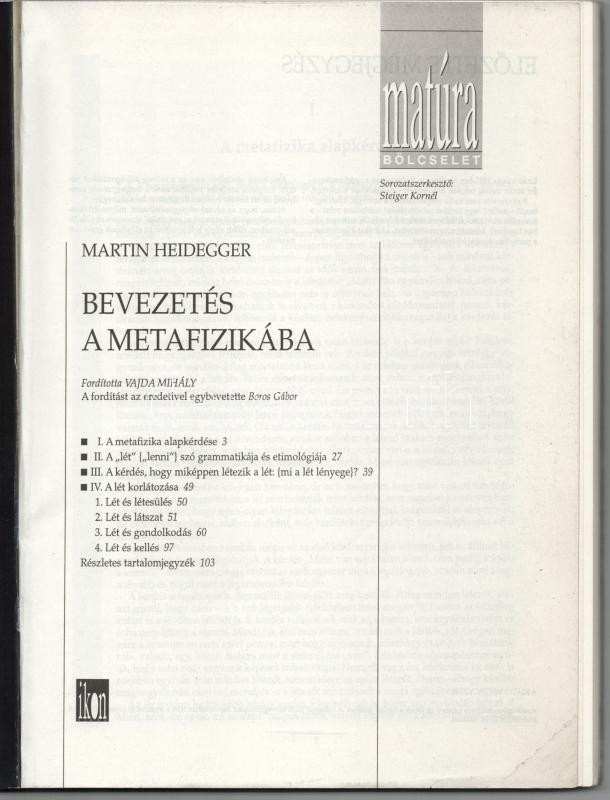 matúra
BÖLCSELET
Sorozatszerkesztő:
Steiger Kornél
MARTIN HEIDEGGER
BEVEZETÉS
A METAFIZIKÁBA
Fordította VAJDA MIHÁLY
A fordítást az eredeivel egybevetette Boros Gábor
■ I. A metafizika alapkérdése 3
■ II. A „lét” („lenni”) szó grammatikája és etimológiája 27
■ III. A kérdés, hogy miképpen létezik a lét: (mi a lét lényege)? 39
■ IV. A lét korlátozása 49
1. Lét és létesülés 50
2. Lét és látszat 51
3. Lét és gondolkodás 60
4. Lét és kellés 97
Részletes tartalomjegyzék 103
ikon